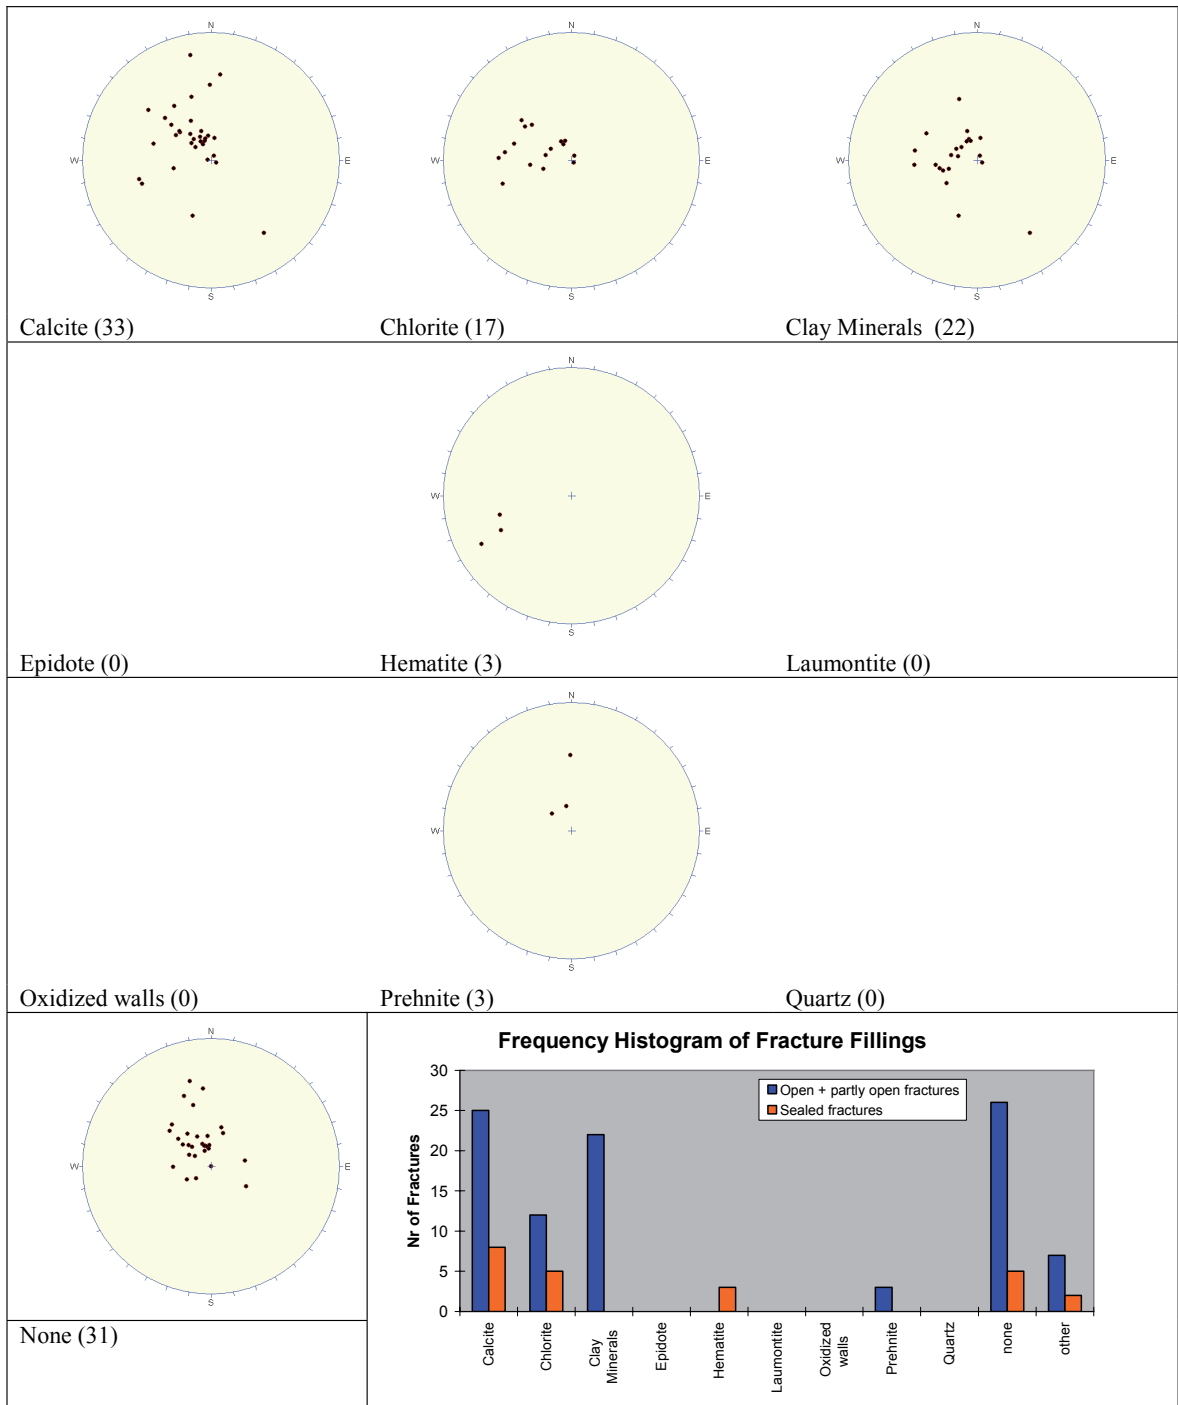 N
N
N
W
E
W
E
W
E
S
S
S
Calcite (33)
Chlorite (17)
Clay Minerals (22)
N
W
E
S
Epidote (0)
Hematite (3)
Laumontite (0)
N
W
E
S
Oxidized walls (0)
Prehnite (3)
Quartz (0)
N
W
E
S
None (31)
Frequency Histogram of Fracture Fillings
Nr of Fractures
30
25
20
15
10
5
0
Open + partly open fractures
Sealed fractures
Calcite
Chlorite
Clay
Minerals
Epidote
Hematite
Laumontite
Oxidized
walls
Prehnite
Quartz
none
other